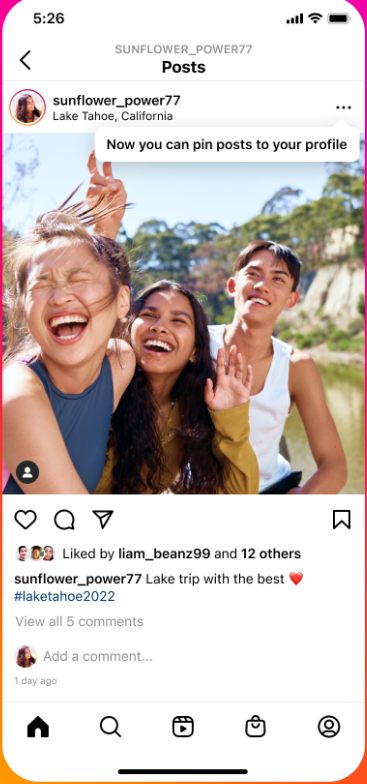 5:26
SUNFLOWER_POWER77
Posts
sunflower_power77
Lake Tahoe, California
Now you can pin posts to your profile
Liked by liam_beanz99 and 12 others
sunflower_power77 Lake trip with the best ❤️
#laketahoe2022
View all 5 comments
Add a comment...
1 day ago